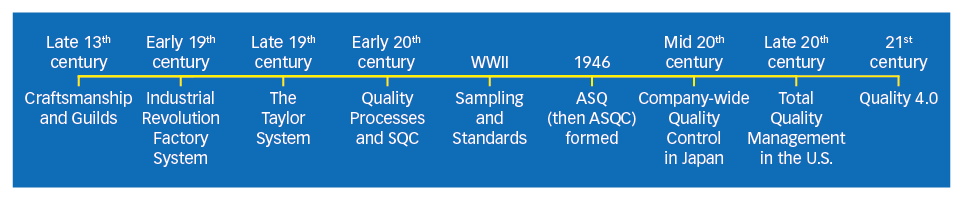 Late 13th
century
Craftsmanship
and Guilds
Early 19th
century
Industrial
Revolution
Factory
System
Late 19th
century
The
Taylor
System
Early 20th
century
Quality
Processes
and SQC
WWII
Sampling
and
Standards
1946
ASQ
(then ASQC)
formed
Mid 20th
century
Company-wide
Quality
Control
in Japan
Late 20th
century
Total
Quality
Management
in the U.S.
21st
century
Quality 4.0